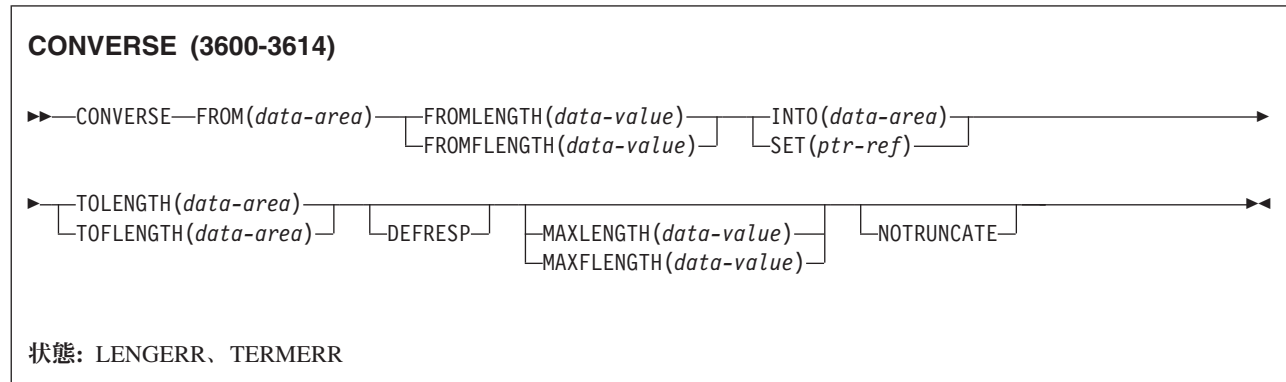 CONVERSE (3600-3614)
CONVERSE FROM(data-area) FROMLENGTH(data-value) INTO(data-area)
FROMFLENGTH(data-value) SET(ptr-ref)
TOLENGTH(data-area)
TOFLENGTH(data-area) DEFRESP MAXLENGTH(data-value) NOTRUNCATE
MAXFLENGTH(data-value)
状態: LENGERR、TERMERR